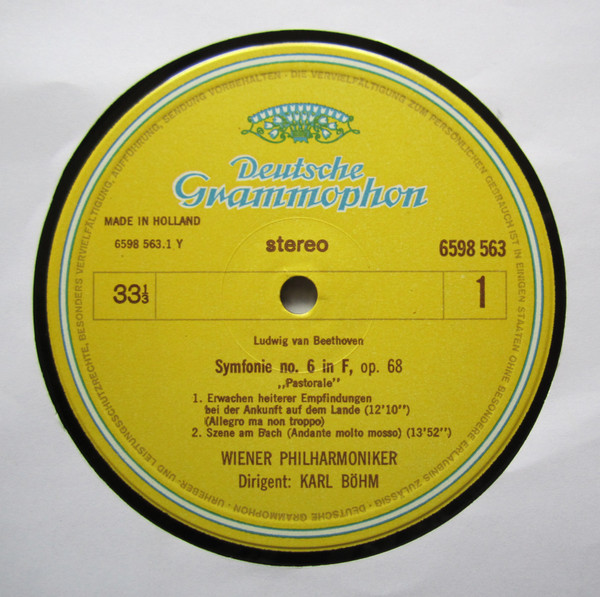 Deutsche
Grammophon
MADE IN HOLLAND
6598 563.1 Y
stereo
6598 563
33⅓
1
Ludwig van Beethoven
Symfonie no. 6 in F, op. 68
„Pastorale”
1. Erwachen heiterer Empfindungen
bei der Ankunft auf dem Lande (12'10”)
(Allegro ma non troppo)
2. Szene am Bach (Andante molto mosso) (13'52”)
WIENER PHILHARMONIKER
Dirigent: KARL BÖHM
DEUTSCHE GRAMMOPHON - URHEBER- UND LEISTUNGSSCHUTZRECHTE, BESONDERS VERVIELFÄLTIGUNG, AUFFÜHRUNG, SENDUNG VORBEHALTEN - DIE VERVIELFÄLTIGUNG ZUM PERSÖNLICHEN GEBRAUCH IST IN EINIGEN STAATEN OHNE BESONDERE ERLAUBNIS ZULÄSSIG -